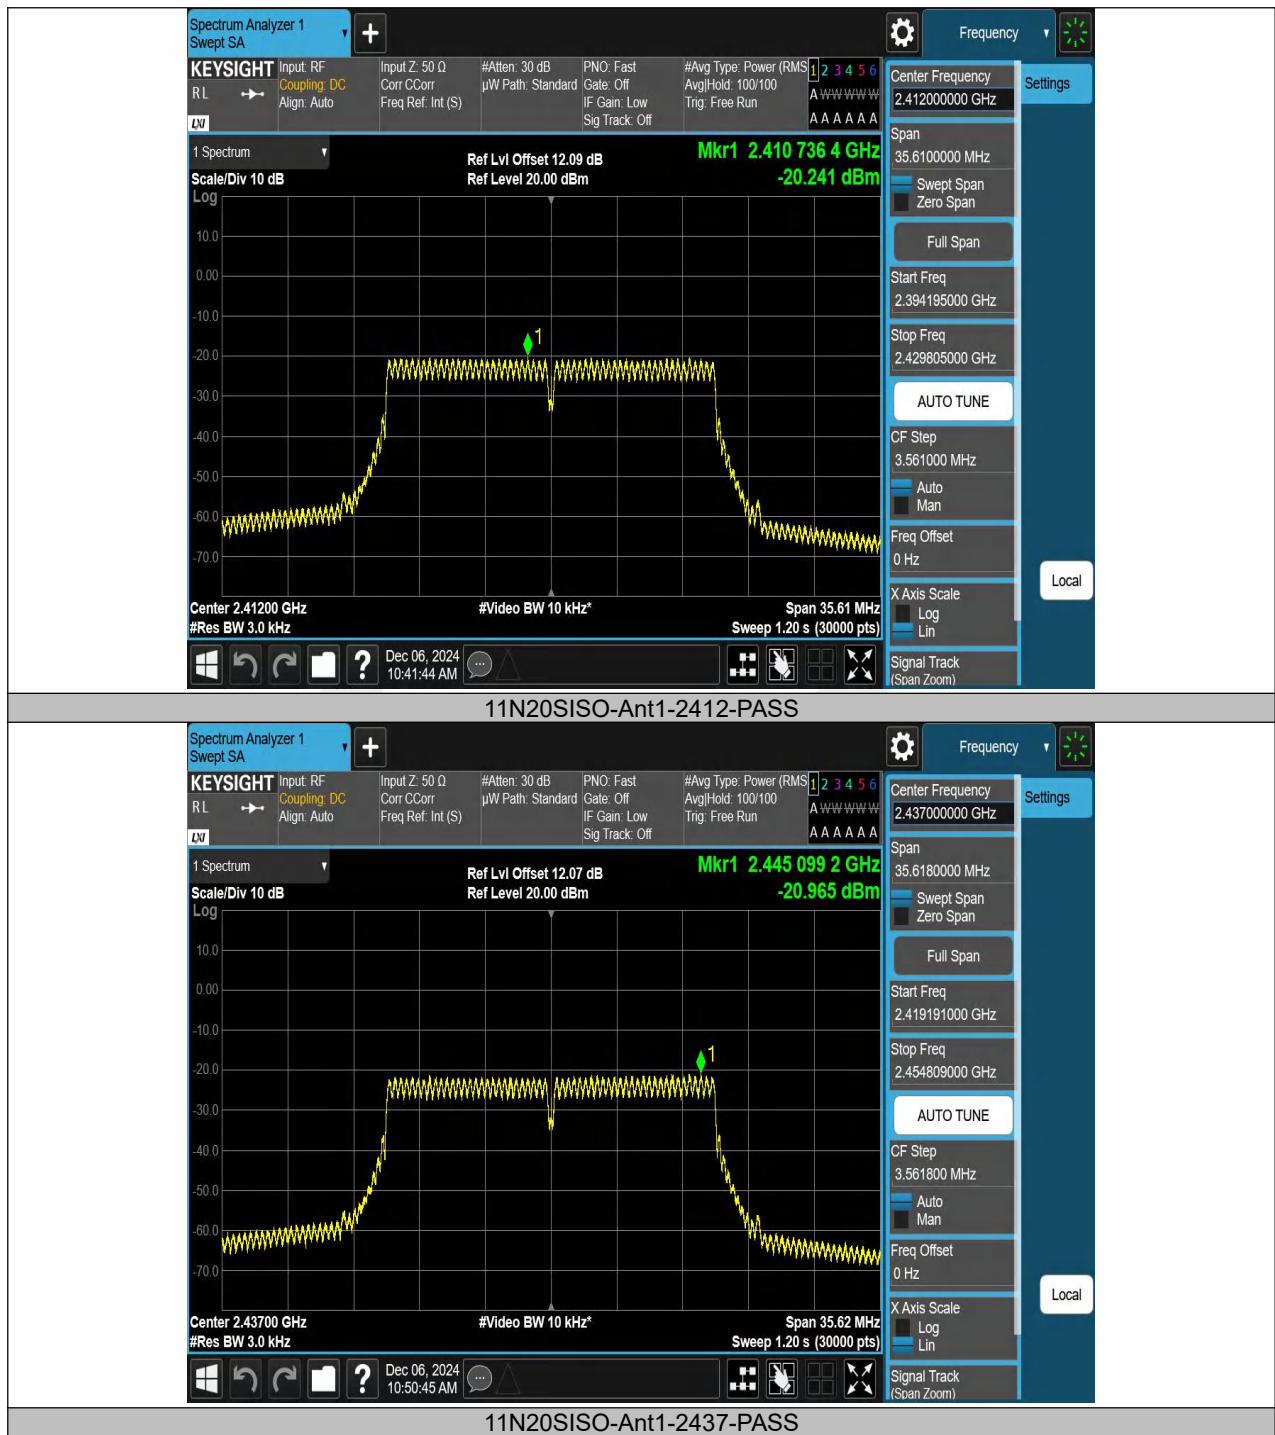 Spectrum Analyzer 1
Swept SA
+
Frequency
KEYSIGHT
R L
LXI
Input: RF
Coupling: DC
Align: Auto
Input Z: 50 Ω
Corr CCorr
Freq Ref: Int (S)
#Atten: 30 dB
µW Path: Standard
PNO: Fast
Gate: Off
IF Gain: Low
Sig Track: Off
#Avg Type: Power (RMS
Avg|Hold: 100/100
Trig: Free Run
1 2 3 4 5 6
A W W W W W
A A A A A A
1 Spectrum
Scale/Div 10 dB
Ref Lvl Offset 12.09 dB
Ref Level 20.00 dBm
Mkr1 2.410 736 4 GHz
-20.241 dBm
Log
10.0
0.00
-10.0
-20.0
-30.0
-40.0
-50.0
-60.0
-70.0
1
Center 2.41200 GHz
#Res BW 3.0 kHz
#Video BW 10 kHz*
Span 35.61 MHz
Sweep 1.20 s (30000 pts)
Center Frequency
2.412000000 GHz
Span
35.6100000 MHz
Swept Span
Zero Span
Full Span
Start Freq
2.394195000 GHz
Stop Freq
2.429805000 GHz
AUTO TUNE
CF Step
3.561000 MHz
Auto
Man
Freq Offset
0 Hz
X Axis Scale
Log
Lin
Signal Track
(Span Zoom)
Settings
Local
?
Dec 06, 2024
10:41:44 AM
11N20SISO-Ant1-2412-PASS
Spectrum Analyzer 1
Swept SA
+
Frequency
KEYSIGHT
R L
LXI
Input: RF
Coupling: DC
Align: Auto
Input Z: 50 Ω
Corr CCorr
Freq Ref: Int (S)
#Atten: 30 dB
µW Path: Standard
PNO: Fast
Gate: Off
IF Gain: Low
Sig Track: Off
#Avg Type: Power (RMS
Avg|Hold: 100/100
Trig: Free Run
1 2 3 4 5 6
A W W W W W
A A A A A A
1 Spectrum
Scale/Div 10 dB
Ref Lvl Offset 12.07 dB
Ref Level 20.00 dBm
Mkr1 2.445 099 2 GHz
-20.965 dBm
Log
10.0
0.00
-10.0
-20.0
-30.0
-40.0
-50.0
-60.0
-70.0
1
Center 2.43700 GHz
#Res BW 3.0 kHz
#Video BW 10 kHz*
Span 35.62 MHz
Sweep 1.20 s (30000 pts)
Center Frequency
2.437000000 GHz
Span
35.6180000 MHz
Swept Span
Zero Span
Full Span
Start Freq
2.419191000 GHz
Stop Freq
2.454809000 GHz
AUTO TUNE
CF Step
3.561800 MHz
Auto
Man
Freq Offset
0 Hz
X Axis Scale
Log
Lin
Signal Track
(Span Zoom)
Settings
Local
?
Dec 06, 2024
10:50:45 AM
11N20SISO-Ant1-2437-PASS